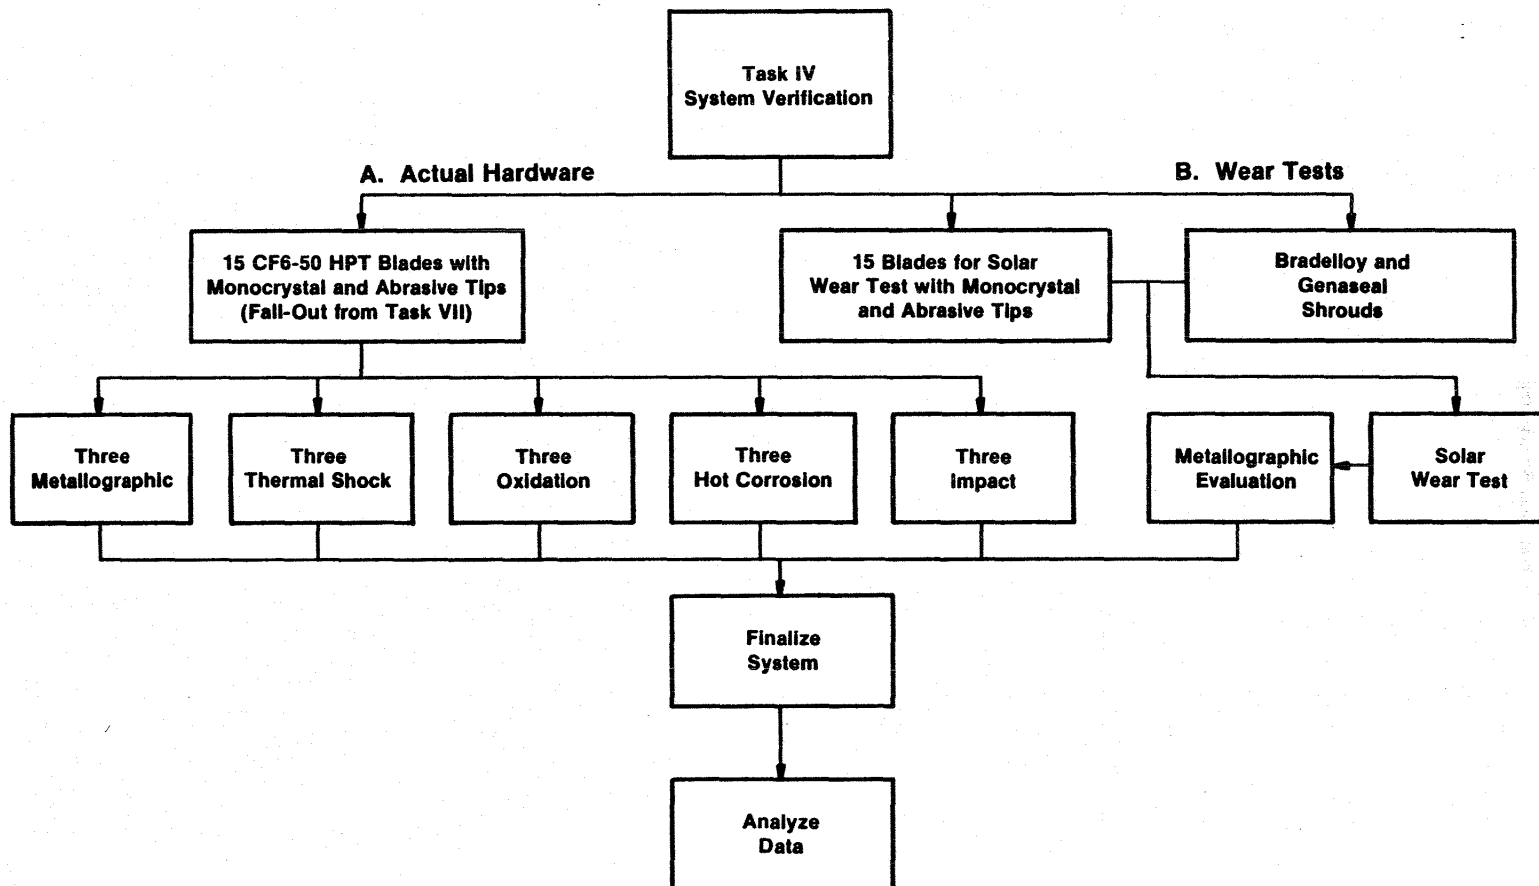 Task IV
System Verification
A. Actual Hardware
B. Wear Tests
15 CF6-50 HPT Blades with
Monocrystal and Abrasive Tips
(Fall-Out from Task VII)
15 Blades for Solar
Wear Test with Monocrystal
and Abrasive Tips
Bradelloy and
Genaseal
Shrouds
Three
Metallographic
Three
Thermal Shock
Three
Oxidation
Three
Hot Corrosion
Three
Impact
Metallographic
Evaluation
Solar
Wear Test
Finalize
System
Analyze
Data